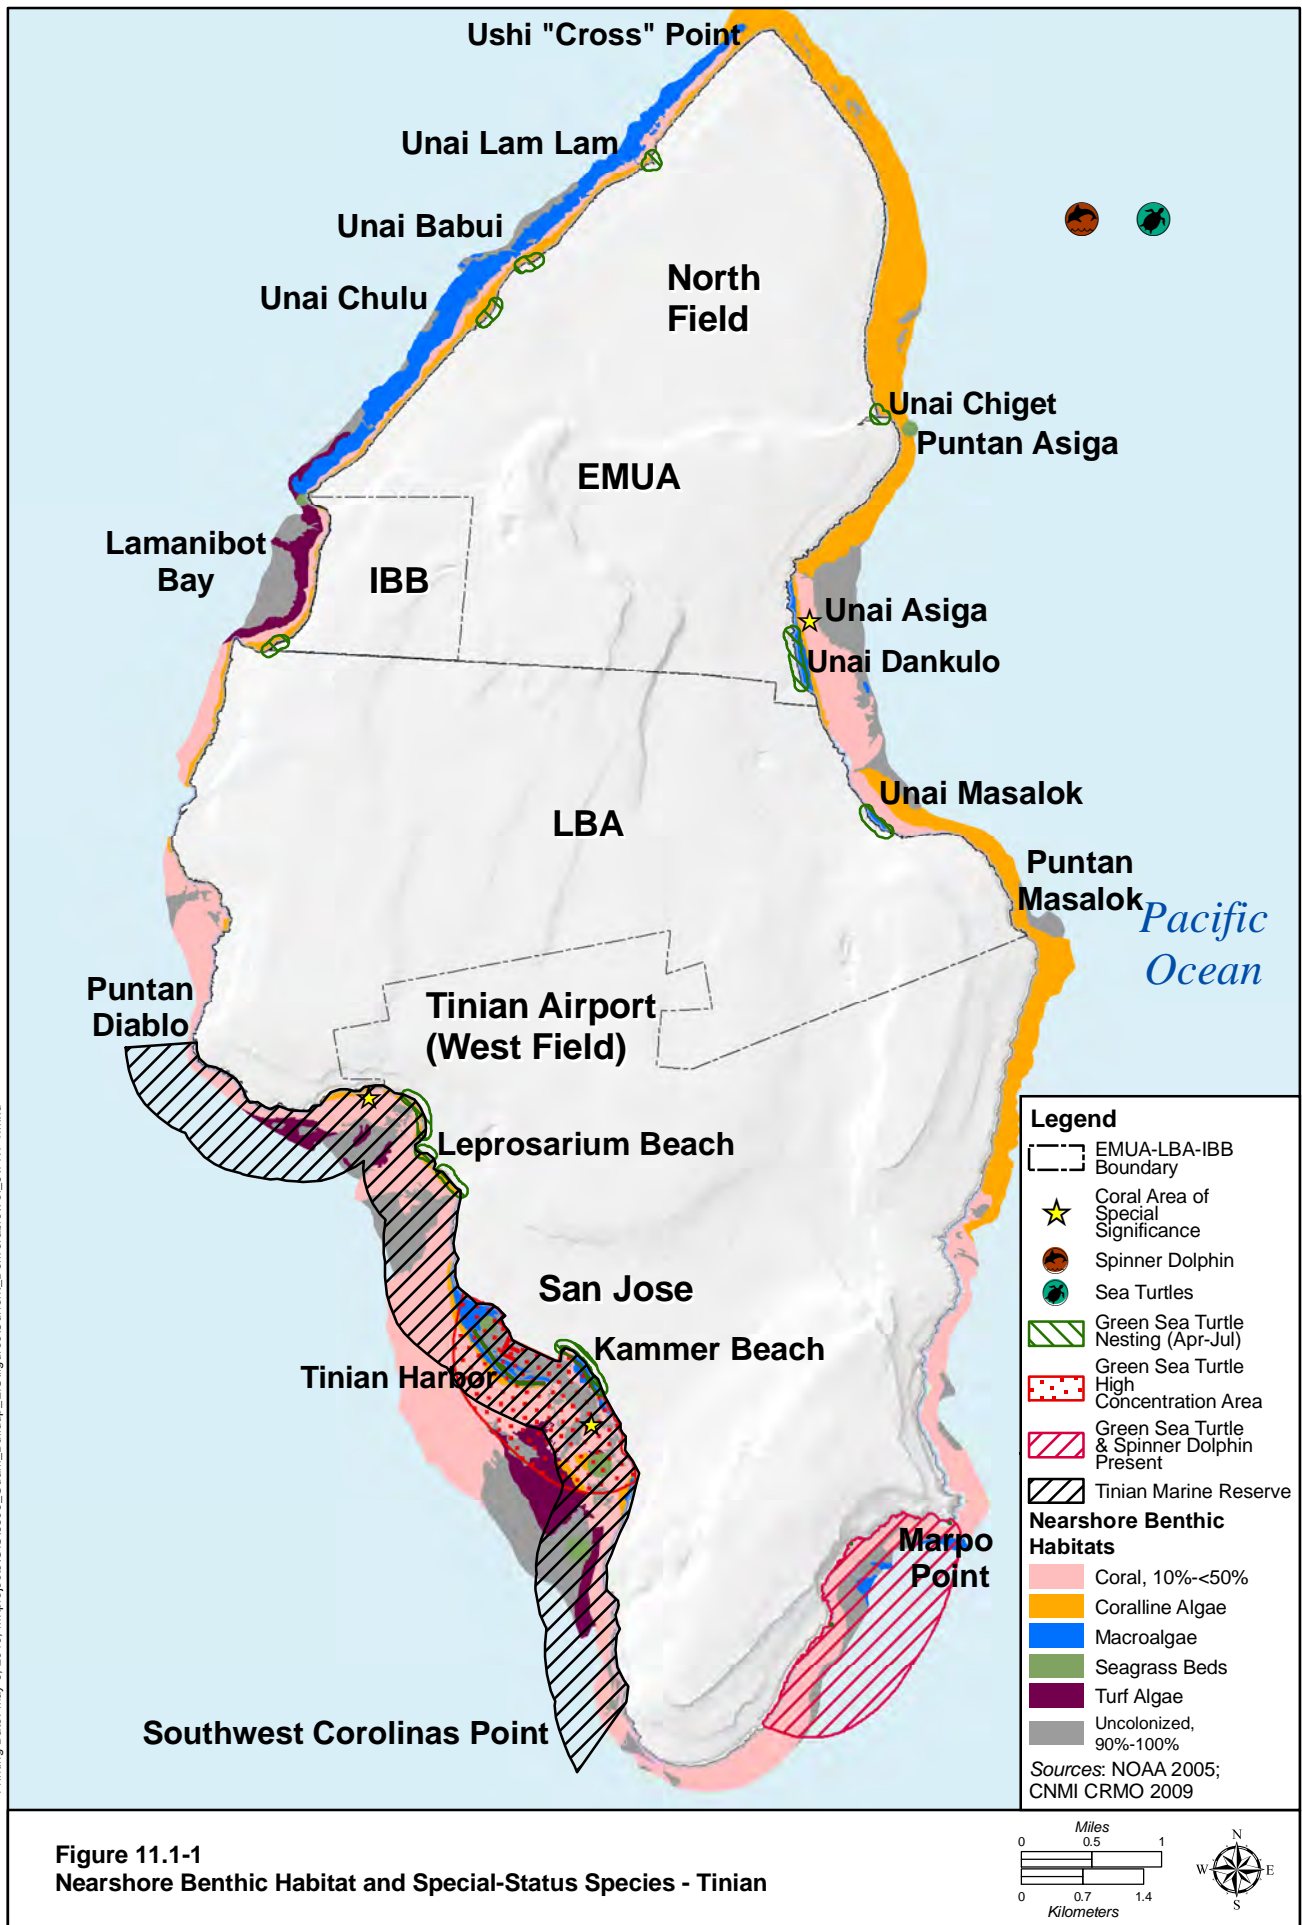 Ushi "Cross" Point
Unai Lam Lam
Unai Babui
Unai Chulu
North
Field
Unai Chiget
Puntan Asiga
EMUA
Lamanibot
Bay
IBB
Unai Asiga
Unai Dankulo
Unai Masalok
LBA
Puntan
Masalok
Pacific
Ocean
Puntan
Diablo
Tinian Airport
(West Field)
Leprosarium Beach
San Jose
Kammer Beach
Tinian Harbor
Marpo
Point
Southwest Corolinas Point
Legend
EMUA-LBA-IBB
Boundary
Coral Area of
Special
Significance
Spinner Dolphin
Sea Turtles
Green Sea Turtle
Nesting (Apr-Jul)
Green Sea Turtle
High
Concentration Area
Green Sea Turtle
& Spinner Dolphin
Present
Tinian Marine Reserve
Nearshore Benthic
Habitats
Coral, 10%-<50%
Coralline Algae
Macroalgae
Seagrass Beds
Turf Algae
Uncolonized,
90%-100%
Sources: NOAA 2005;
CNMI CRMO 2009
Figure 11.1-1
Nearshore Benthic Habitat and Special-Status Species - Tinian
Miles
0 0.5 1
0 0.7 1.4
Kilometers
N
W E
S